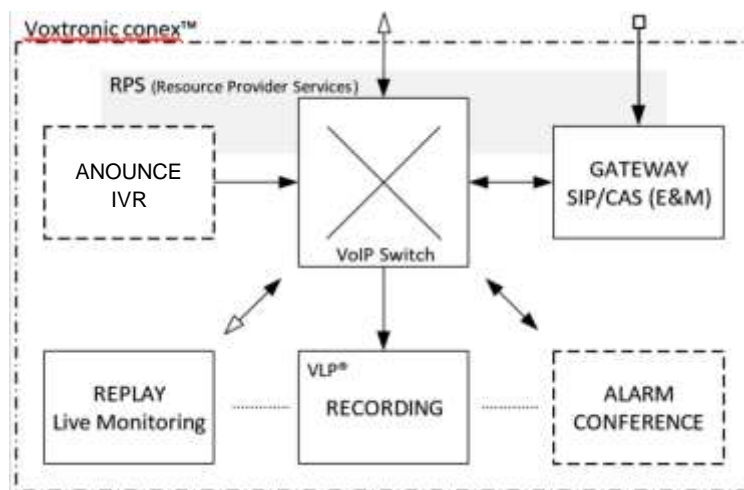 Voxtronic conex™
RPS (Resource Provider Services)
ANOUNCE
IVR
VoIP Switch
GATEWAY
SIP/CAS (E&M)
REPLAY
Live Monitoring
VLP®
RECORDING
ALARM
CONFERENCE